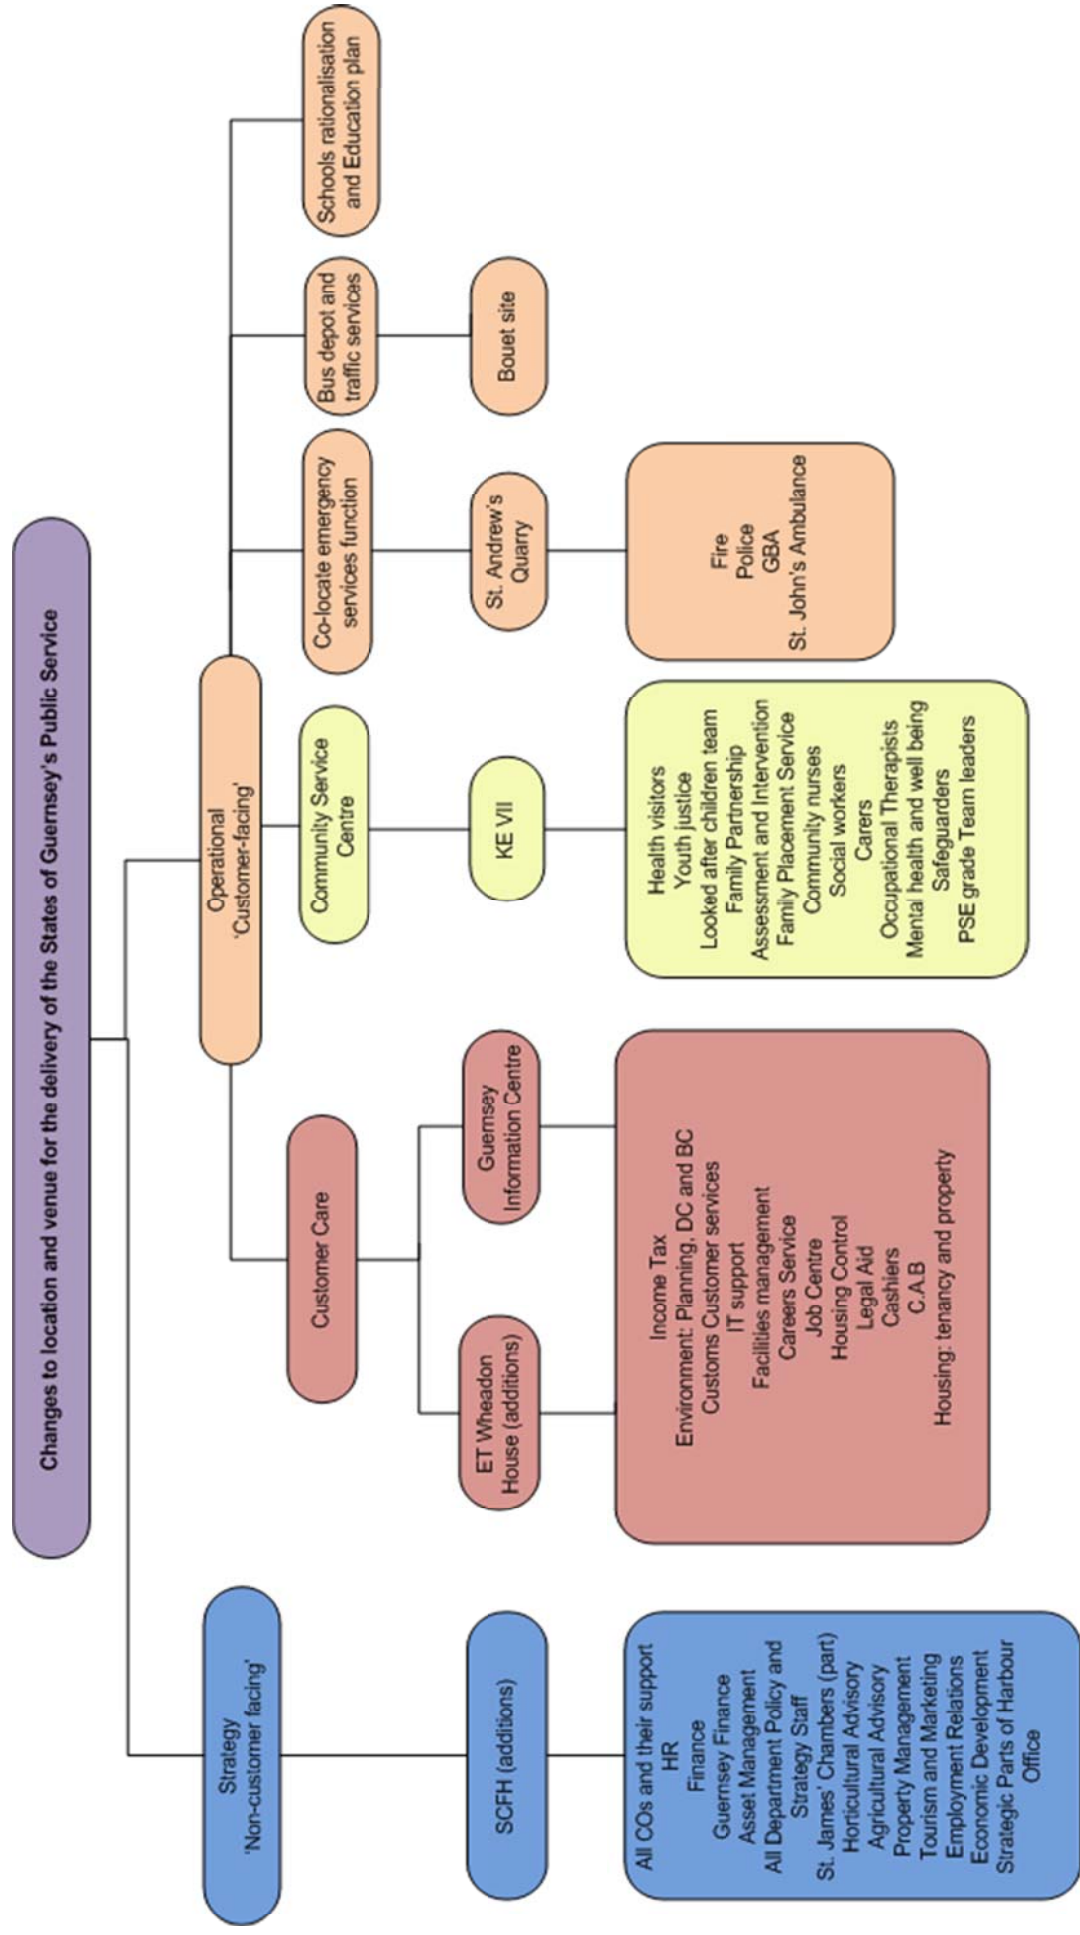 Changes to location and venue for the delivery of the States of Guernsey's Public Service
Strategy
'Non-customer facing'
SCFH (additions)
All COs and their support
HR
Finance
Guernsey Finance
Asset Management
All Department Policy and
Strategy Staff
St. James' Chambers (part)
Horticultural Advisory
Agricultural Advisory
Property Management
Tourism and Marketing
Employment Relations
Economic Development
Strategic Parts of Harbour
Office
Operational
'Customer-facing'
Customer Care
ET Wheadon
House (additions)
Guernsey
Information Centre
Income Tax
Environment: Planning, DC and BC
Customs Customer services
IT support
Facilities management
Careers Service
Job Centre
Housing Control
Legal Aid
Cashiers
C.A.B
Housing: tenancy and property
Community Service
Centre
KE VII
Health visitors
Youth justice
Looked after children team
Family Partnership
Assessment and Intervention
Family Placement Service
Community nurses
Social workers
Carers
Occupational Therapists
Mental health and well being
Safeguarders
PSE grade Team leaders
Co-locate emergency
services function
St. Andrew's
Quarry
Fire
Police
GBA
St. John's Ambulance
Bus depot and
traffic services
Bouet site
Schools rationalisation
and Education plan